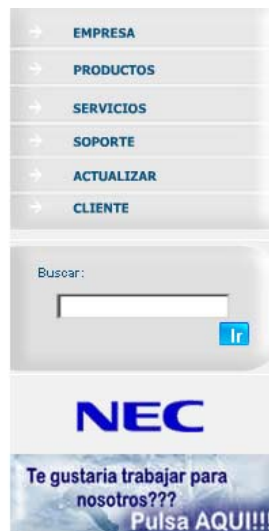 EMPRESA
PRODUCTOS
SERVICIOS
SOPORTE
ACTUALIZAR
CLIENTE
Buscar:
Ir
NEC
Te gustaria trabajar para
nosotros???
Pulsa AQUI!!!